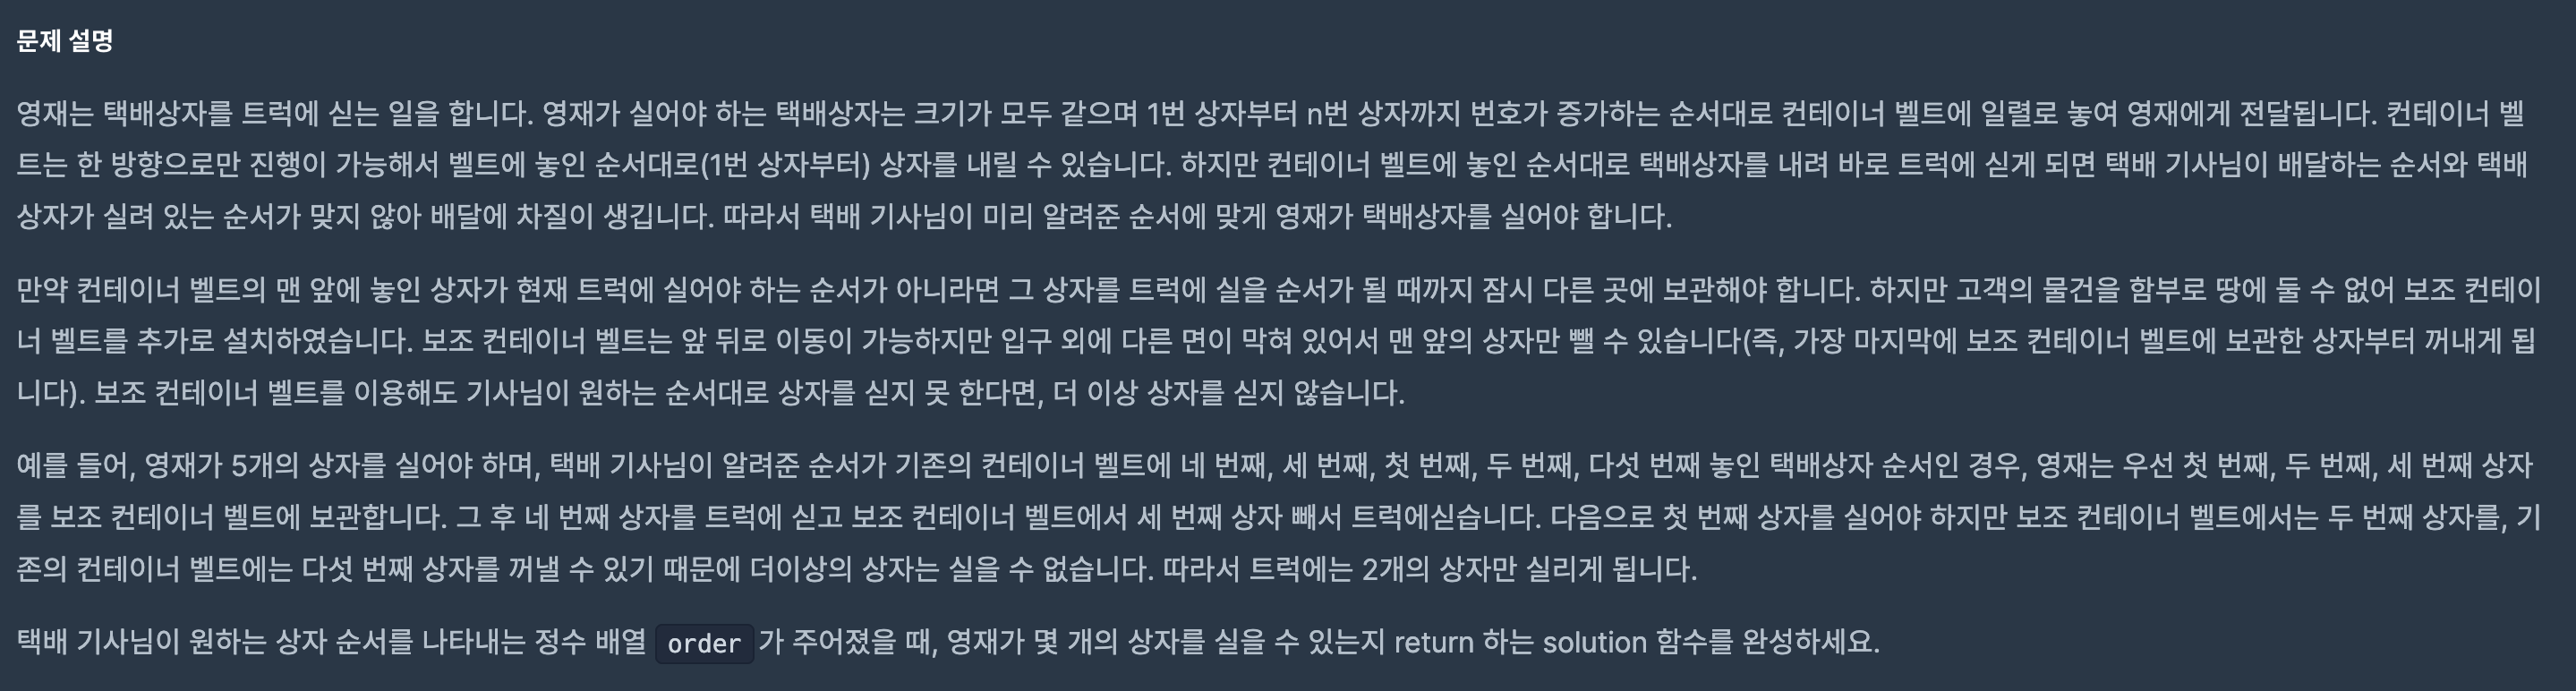 문제 설명
영재는 택배상자를 트럭에 싣는 일을 합니다. 영재가 실어야 하는 택배상자는 크기가 모두 같으며 1번 상자부터 n번 상자까지 번호가 증가하는 순서대로 컨테이너 벨트에 일렬로 놓여 영재에게 전달됩니다. 컨테이너 벨
트는 한 방향으로만 진행이 가능해서 벨트에 놓인 순서대로(1번 상자부터) 상자를 내릴 수 있습니다. 하지만 컨테이너 벨트에 놓인 순서대로 택배상자를 내려 바로 트럭에 싣게 되면 택배 기사님이 배달하는 순서와 택배
상자가 실려 있는 순서가 맞지 않아 배달에 차질이 생깁니다. 따라서 택배 기사님이 미리 알려준 순서에 맞게 영재가 택배상자를 실어야 합니다.
만약 컨테이너 벨트의 맨 앞에 놓인 상자가 현재 트럭에 실어야 하는 순서가 아니라면 그 상자를 트럭에 실을 순서가 될 때까지 잠시 다른 곳에 보관해야 합니다. 하지만 고객의 물건을 함부로 땅에 둘 수 없어 보조 컨테이
너 벨트를 추가로 설치하였습니다. 보조 컨테이너 벨트는 앞 뒤로 이동이 가능하지만 입구 외에 다른 면이 막혀 있어서 맨 앞의 상자만 뺄 수 있습니다(즉, 가장 마지막에 보조 컨테이너 벨트에 보관한 상자부터 꺼내게 됩
니다). 보조 컨테이너 벨트를 이용해도 기사님이 원하는 순서대로 상자를 싣지 못 한다면, 더 이상 상자를 싣지 않습니다.
예를 들어, 영재가 5개의 상자를 실어야 하며, 택배 기사님이 알려준 순서가 기존의 컨테이너 벨트에 네 번째, 세 번째, 첫 번째, 두 번째, 다섯 번째 놓인 택배상자 순서인 경우, 영재는 우선 첫 번째, 두 번째, 세 번째 상자
를 보조 컨테이너 벨트에 보관합니다. 그 후 네 번째 상자를 트럭에 싣고 보조 컨테이너 벨트에서 세 번째 상자 빼서 트럭에싣습니다. 다음으로 첫 번째 상자를 실어야 하지만 보조 컨테이너 벨트에서는 두 번째 상자를, 기
존의 컨테이너 벨트에는 다섯 번째 상자를 꺼낼 수 있기 때문에 더이상의 상자는 실을 수 없습니다. 따라서 트럭에는 2개의 상자만 실리게 됩니다.
택배 기사님이 원하는 상자 순서를 나타내는 정수 배열 order 가 주어졌을 때, 영재가 몇 개의 상자를 실을 수 있는지 return 하는 solution 함수를 완성하세요.